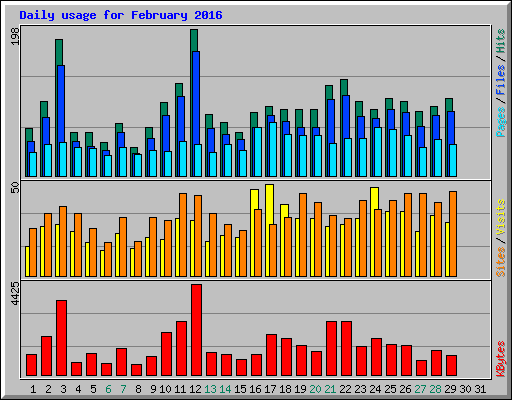 Daily usage for February 2016
198
Pages / Files / Hits
50
Sites / Visits
4425
KBytes
1 2 3 4 5 6 7 8 9 10 11 12 13 14 15 16 17 18 19 20 21 22 23 24 25 26 27 28 29 30 31